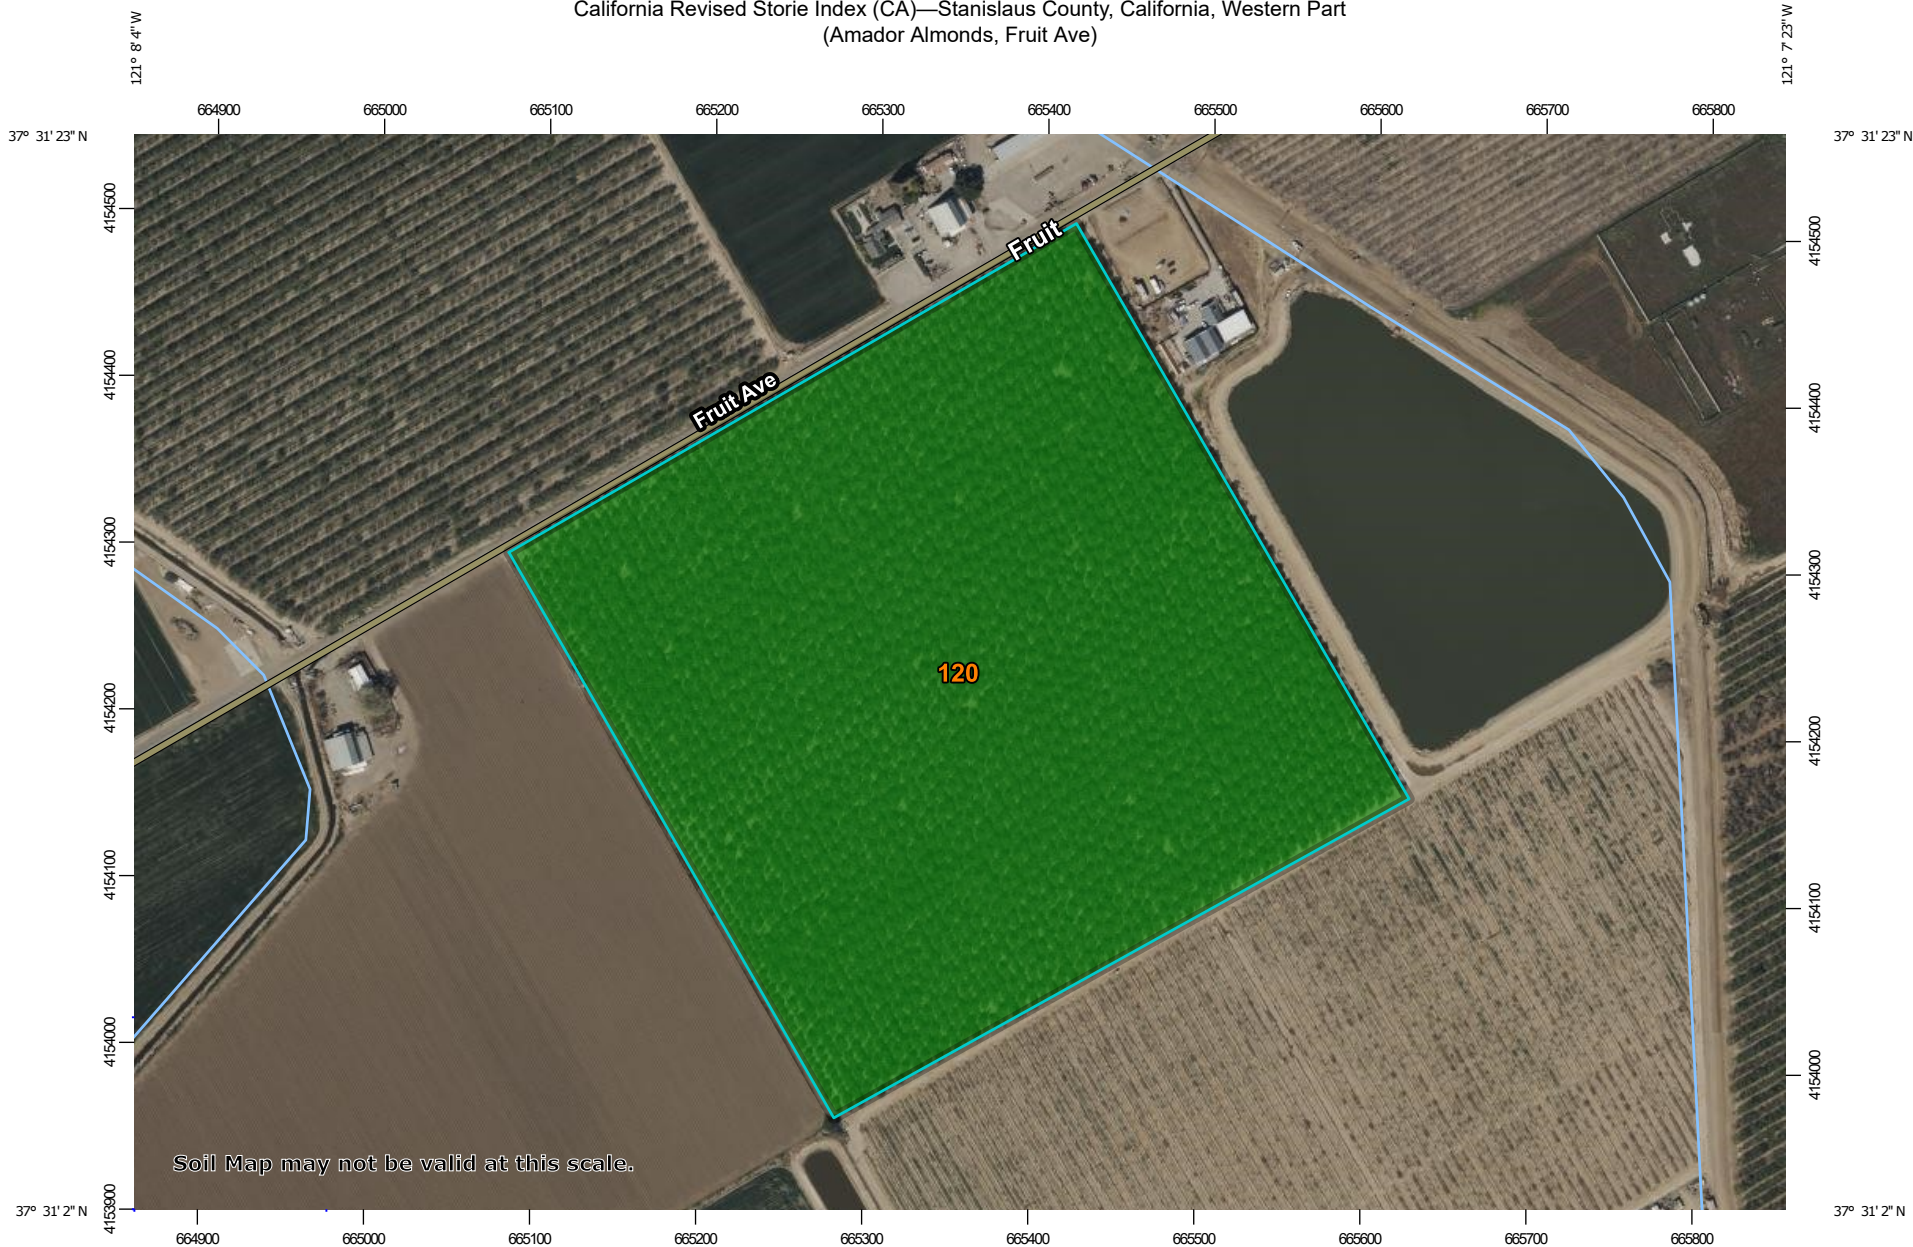 California Revised Storie Index (CA)—Stanislaus County, California, Western Part
(Amador Almonds, Fruit Ave)
121° 8' 4" W
121° 7' 23" W
664900 665000 665100 665200 665300 665400 665500 665600 665700 665800
37° 31' 23" N
37° 31' 23" N
4154500
4154500
Fruit
4154400
4154400
Fruit Ave
4154300
4154300
120
4154200
4154200
4154100
4154100
4154000
4154000
Soil Map may not be valid at this scale.
4153900
37° 31' 2" N
37° 31' 2" N
664900 665000 665100 665200 665300 665400 665500 665600 665700 665800